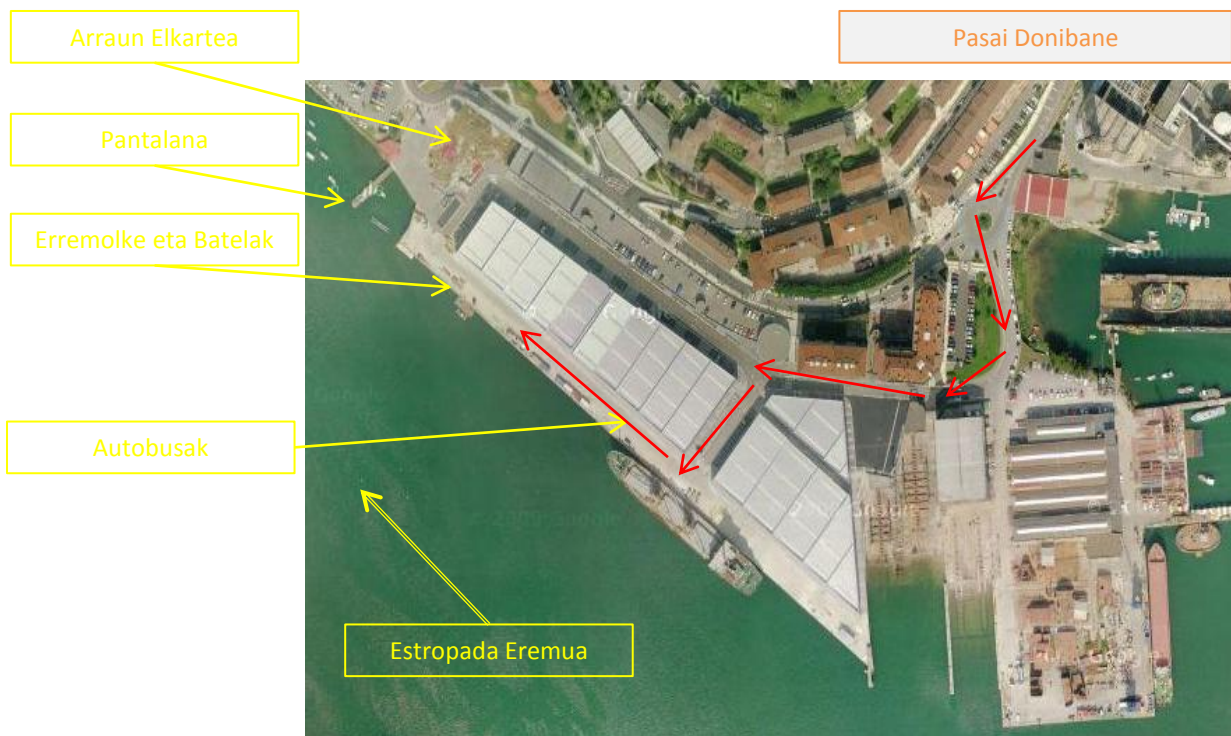 Arraun Elkartea
Pasai Donibane
Pantalana
Erremolke eta Batelak
Autobusak
Estropada Eremua